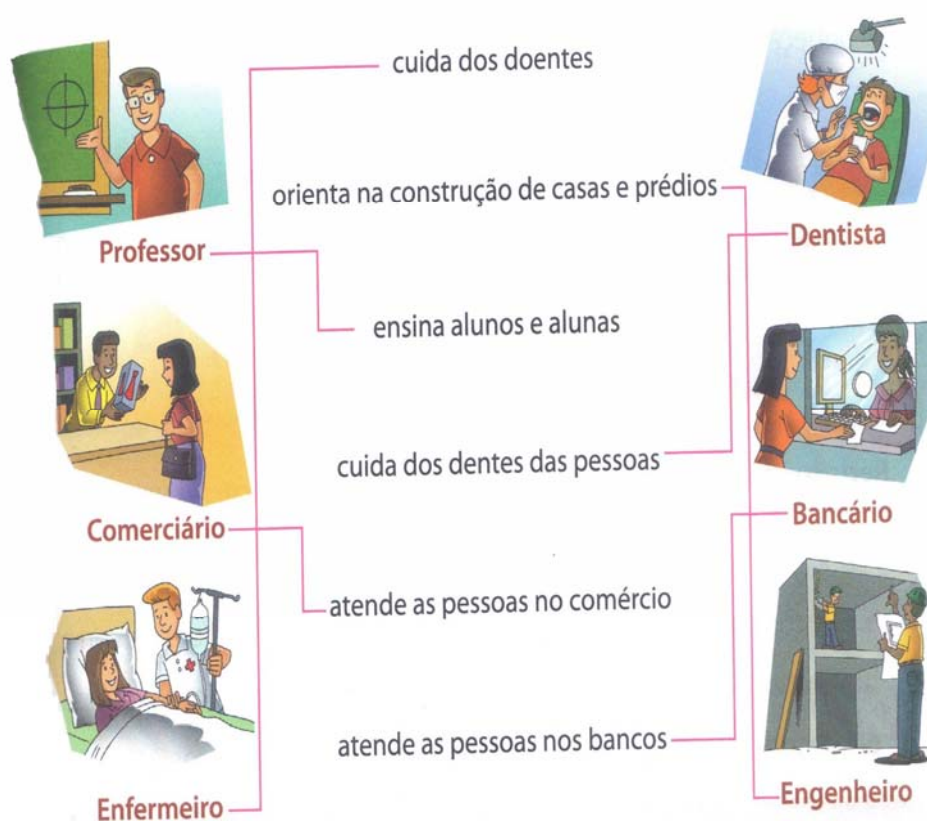 cuida dos doentes
orienta na construção de casas e prédios
Professor
Dentista
ensina alunos e alunas
cuida dos dentes das pessoas
Comerciário
Bancário
atende as pessoas no comércio
atende as pessoas nos bancos
Enfermeiro
Engenheiro